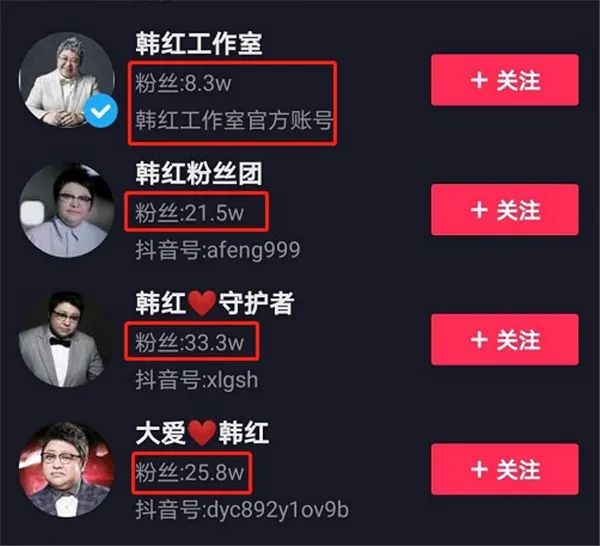 韩红工作室
粉丝:8.3w
+ 关注
韩红工作室官方账号
韩红粉丝团
粉丝:21.5w
+ 关注
抖音号:afeng999
韩红❤️守护者
粉丝:33.3w
+ 关注
抖音号:xlgsh
大爱❤️韩红
粉丝:25.8w
+ 关注
抖音号:dyc892y1ov9b